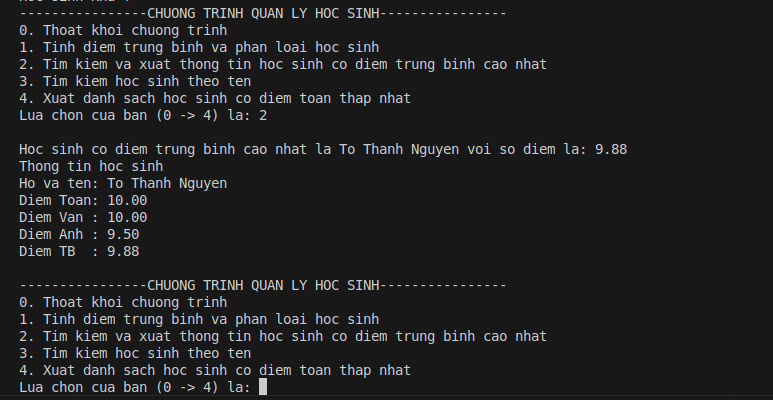 ----------------CHUONG TRINH QUAN LY HOC SINH----------------
0. Thoat khoi chuong trinh
1. Tinh diem trung binh va phan loai hoc sinh
2. Tim kiem va xuat thong tin hoc sinh co diem trung binh cao nhat
3. Tim kiem hoc sinh theo ten
4. Xuat danh sach hoc sinh co diem toan thap nhat
Lua chon cua ban (0 -> 4) la: 2
Hoc sinh co diem trung binh cao nhat la To Thanh Nguyen voi so diem la: 9.88
Thong tin hoc sinh
Ho va ten: To Thanh Nguyen
Diem Toan: 10.00
Diem Van : 10.00
Diem Anh : 9.50
Diem TB  : 9.88
----------------CHUONG TRINH QUAN LY HOC SINH----------------
0. Thoat khoi chuong trinh
1. Tinh diem trung binh va phan loai hoc sinh
2. Tim kiem va xuat thong tin hoc sinh co diem trung binh cao nhat
3. Tim kiem hoc sinh theo ten
4. Xuat danh sach hoc sinh co diem toan thap nhat
Lua chon cua ban (0 -> 4) la: